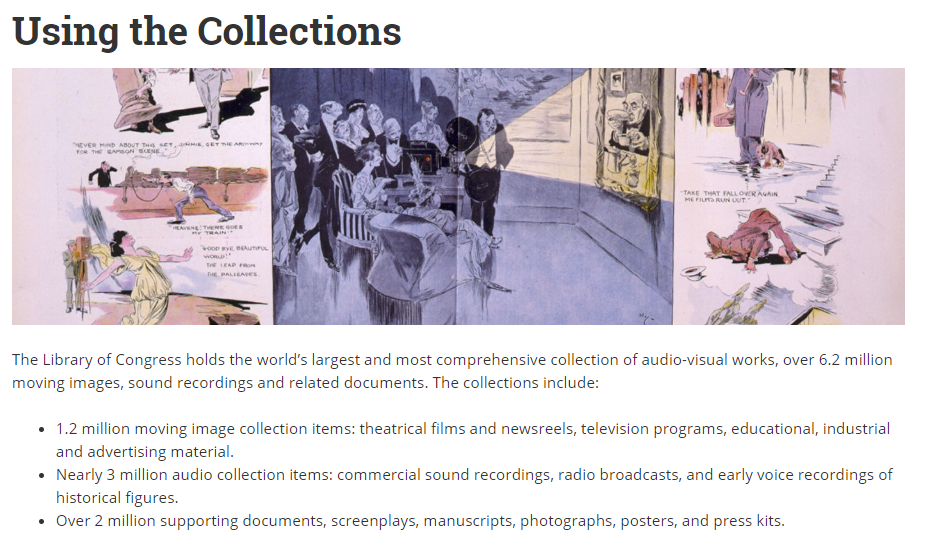 Using the Collections
"NEVER MIND ABOUT THIS SET, JIMMIE, GET THE ARCHWAY
FOR THE SAMSON SCENE."
"HEAVENS! THERE GOES
MY TRAIN!"
"GOOD BYE, BEAUTIFUL
WORLD!"
THE LEAP FROM
THE PALISADES.
"TAKE THAT FALL OVER AGAIN,
ME FILM'S RUN OUT."
The Library of Congress holds the world’s largest and most comprehensive collection of audio-visual works, over 6.2 million
moving images, sound recordings and related documents. The collections include:
• 1.2 million moving image collection items: theatrical films and newsreels, television programs, educational, industrial
and advertising material.
• Nearly 3 million audio collection items: commercial sound recordings, radio broadcasts, and early voice recordings of
historical figures.
• Over 2 million supporting documents, screenplays, manuscripts, photographs, posters, and press kits.